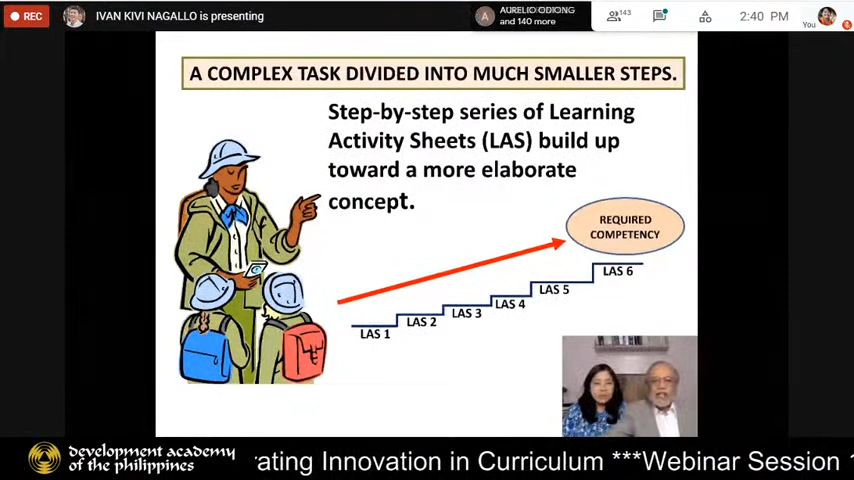 REC
IVAN KIVI NAGALLO is presenting
AURELIO ODIONG
and 140 more
143
2:40 PM
You
A COMPLEX TASK DIVIDED INTO MUCH SMALLER STEPS.
Step-by-step series of Learning
Activity Sheets (LAS) build up
toward a more elaborate
concept.
REQUIRED
COMPETENCY
LAS 6
LAS 5
LAS 4
LAS 3
LAS 2
LAS 1
development academy
of the philippines
ating Innovation in Curriculum ***Webinar Session